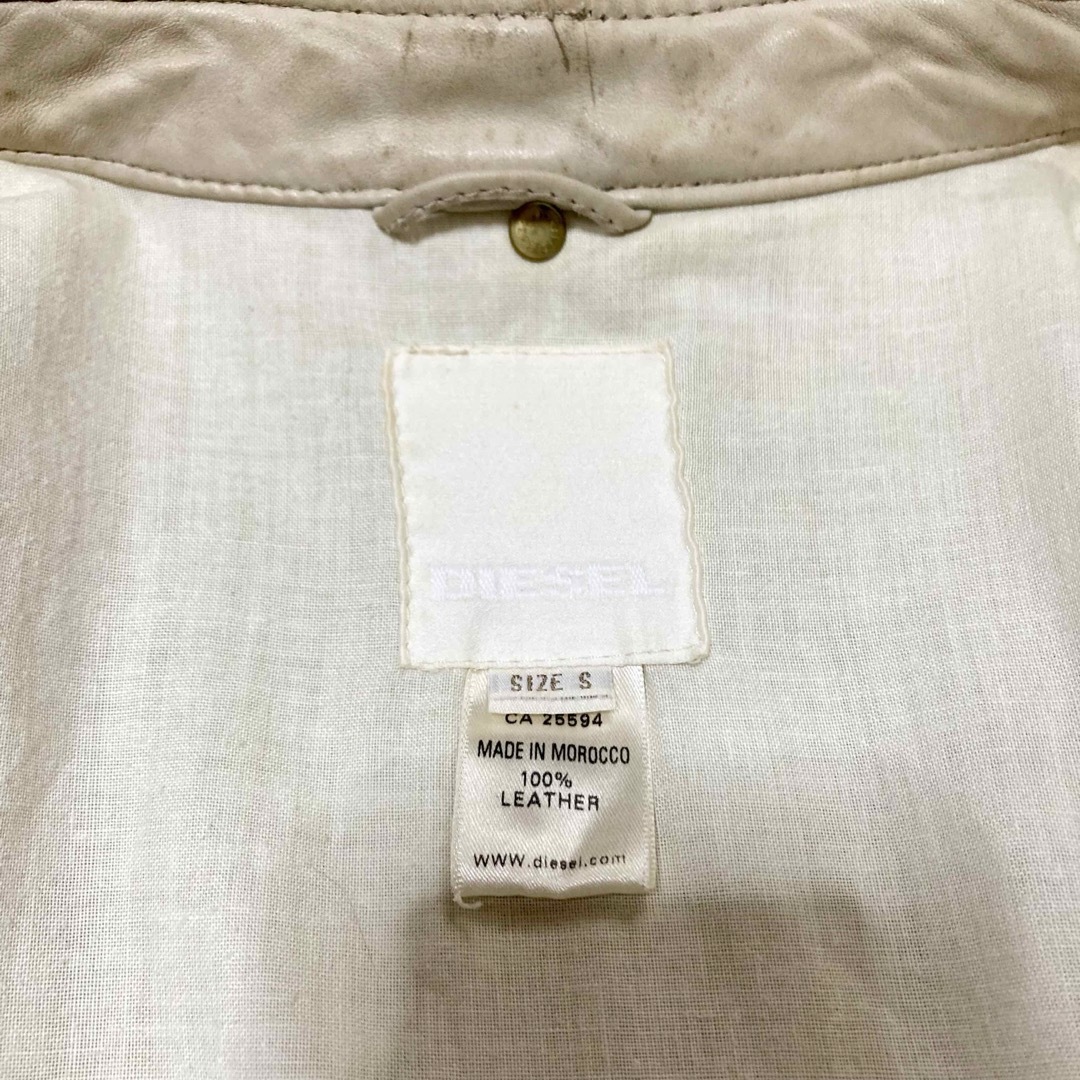 DIESEL
SIZE S
CA 25594
MADE IN MOROCCO
100%
LEATHER
www.diesel.com